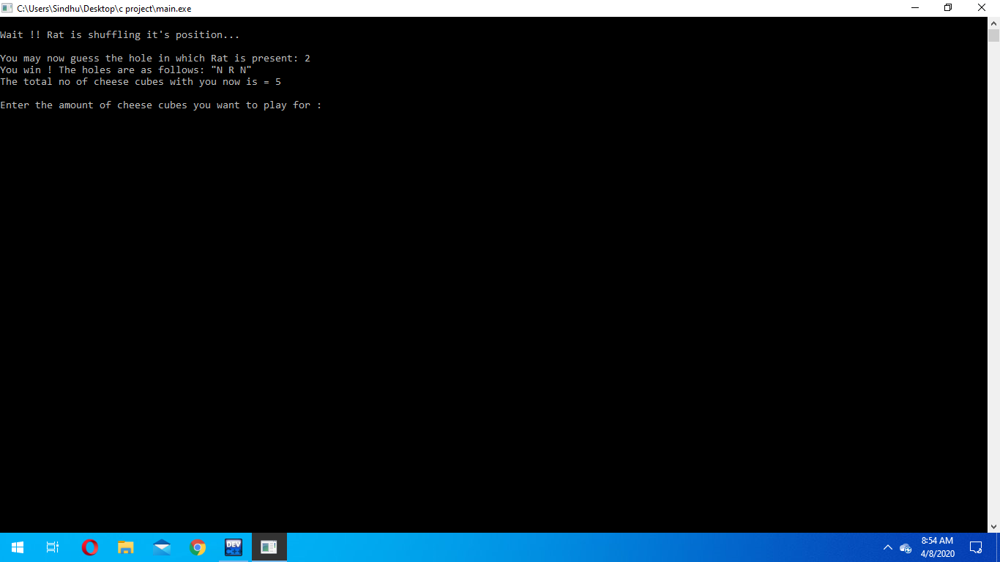 C:\Users\Sindhu\Desktop\c project\main.exe
Wait !! Rat is shuffling it's position...
You may now guess the hole in which Rat is present: 2
You win ! The holes are as follows: "N R N"
The total no of cheese cubes with you now is = 5
Enter the amount of cheese cubes you want to play for :
DEV
C++
8:54 AM
4/8/2020